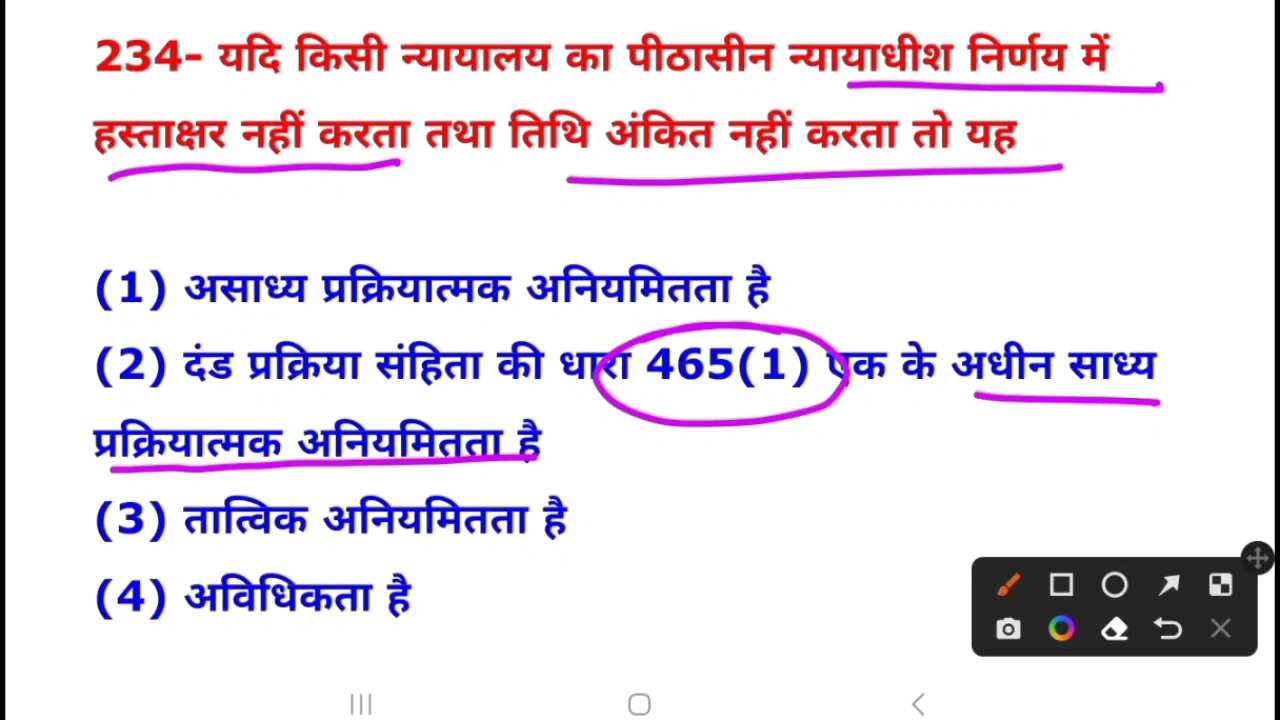 234- यदि किसी न्यायालय का पीठासीन न्यायाधीश निर्णय में
हस्ताक्षर नहीं करता तथा तिथि अंकित नहीं करता तो यह
(1) असाध्य प्रक्रियात्मक अनियमितता है
(2) दंड प्रक्रिया संहिता की धारा 465(1) एक के अधीन साध्य
प्रक्रियात्मक अनियमितता है
(3) तात्विक अनियमितता है
(4) अविधिकता है